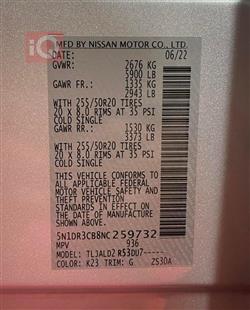 iQ
MFD BY NISSAN MOTOR CO., LTD.
06/22
GVWR: 2676 KG
5900 LB
GAWR FR.: 1335 KG
2943 LB
WITH 255/50R20 TIRES
20 X 8.0 RIMS AT 35 PSI
COLD SINGLE
GAWR RR.: 1530 KG
3373 LB
WITH 255/50R20 TIRES
20 X 8.0 RIMS AT 35 PSI
COLD SINGLE
THIS VEHICLE CONFORMS TO
ALL APPLICABLE FEDERAL
MOTOR VEHICLE SAFETY AND
THEFT PREVENTION
STANDARDS IN EFFECT ON
THE DATE OF MANUFACTURE
SHOWN ABOVE.
5N1DR3CB8NC259732
MPV 936
MODEL: TLJALD2 R53DU7-----
COLOR: K23 TRIM: G ZS30A